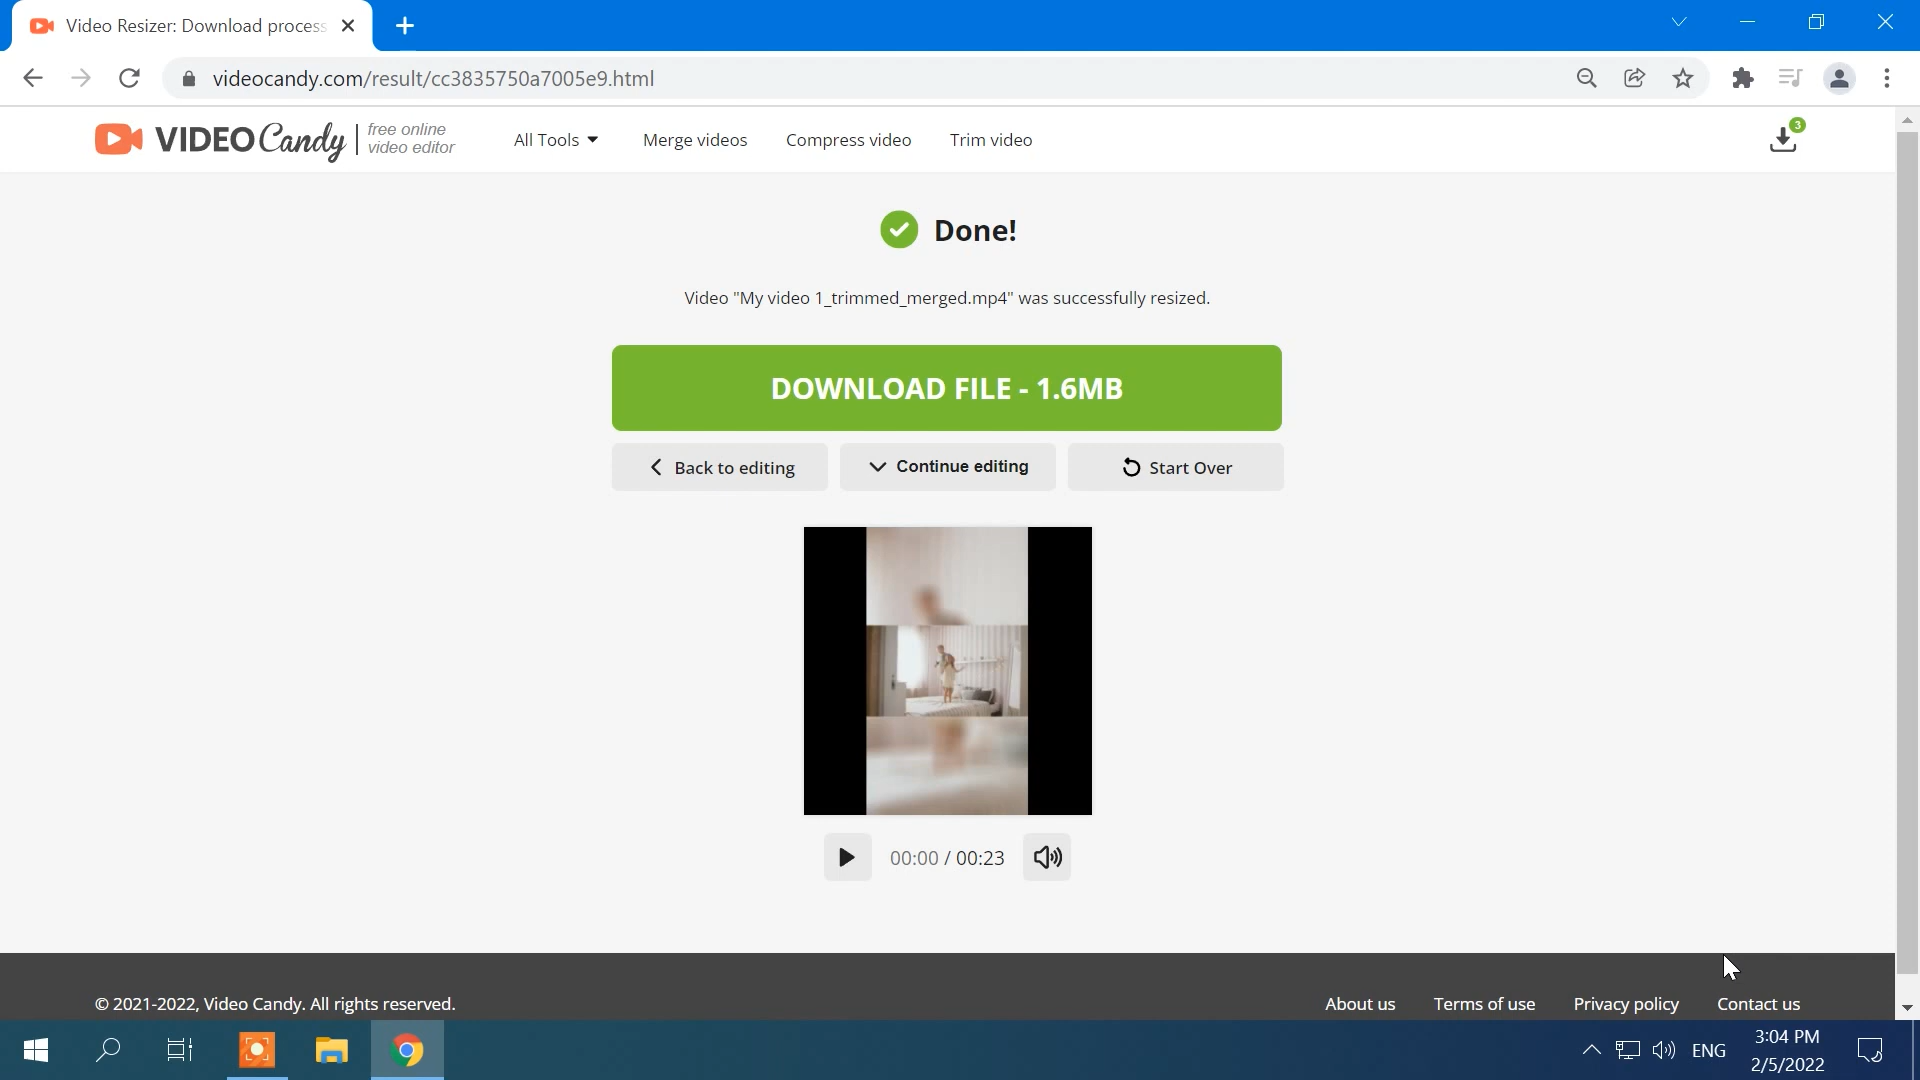 Video Resizer: Download process
videocandy.com/result/cc3835750a7005e9.html
VIDEO Candy
free online
video editor
All Tools
Merge videos
Compress video
Trim video
3
Done!
Video "My video 1_trimmed_merged.mp4" was successfully resized.
DOWNLOAD FILE - 1.6MB
Back to editing
Continue editing
Start Over
00:00 / 00:23
© 2021-2022, Video Candy. All rights reserved.
About us
Terms of use
Privacy policy
Contact us
ENG
3:04 PM
2/5/2022